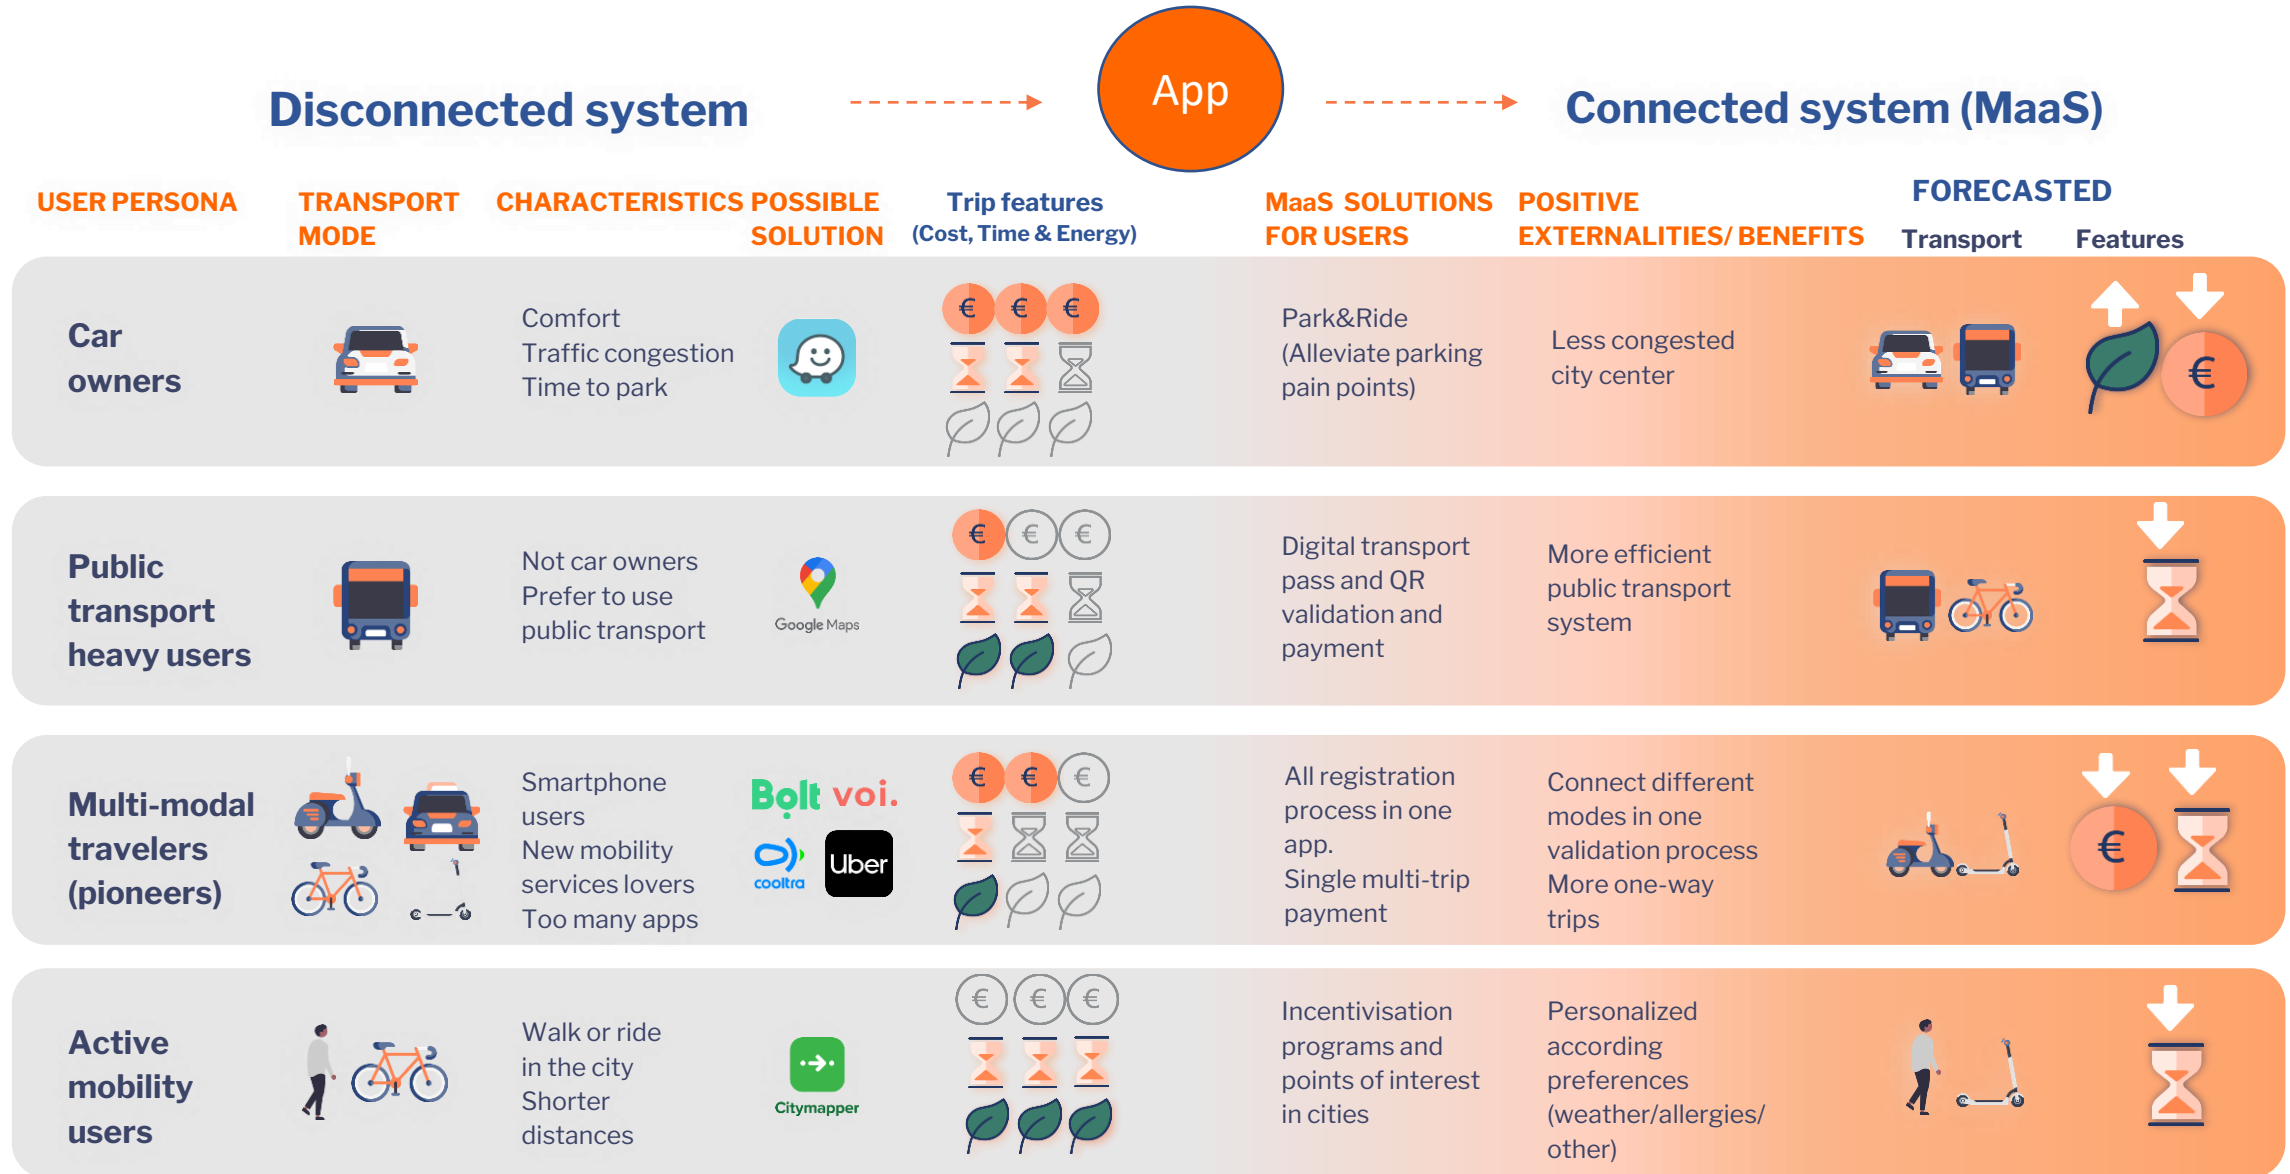 App
Disconnected system
Connected system (MaaS)
USER PERSONA
TRANSPORT
MODE
CHARACTERISTICS
POSSIBLE
SOLUTION
Trip features
(Cost, Time & Energy)
MaaS SOLUTIONS
FOR USERS
POSITIVE
EXTERNALITIES/ BENEFITS
FORECASTED
Transport
Features
Car
owners
Comfort
Traffic congestion
Time to park
€ € €
Park&Ride
(Alleviate parking
pain points)
Less congested
city center
€
Public
transport
heavy users
Not car owners
Prefer to use
public transport
Google Maps
€ € €
Digital transport
pass and QR
validation and
payment
More efficient
public transport
system
Multi-modal
travelers
(pioneers)
Smartphone
users
New mobility
services lovers
Too many apps
Bolt
voi.
cooltra
Uber
€ € €
All registration
process in one
app.
Single multi-trip
payment
Connect different
modes in one
validation process
More one-way
trips
€
Active
mobility
users
Walk or ride
in the city
Shorter
distances
Citymapper
€ € €
Incentivisation
programs and
points of interest
in cities
Personalized
according
preferences
(weather/allergies/
other)